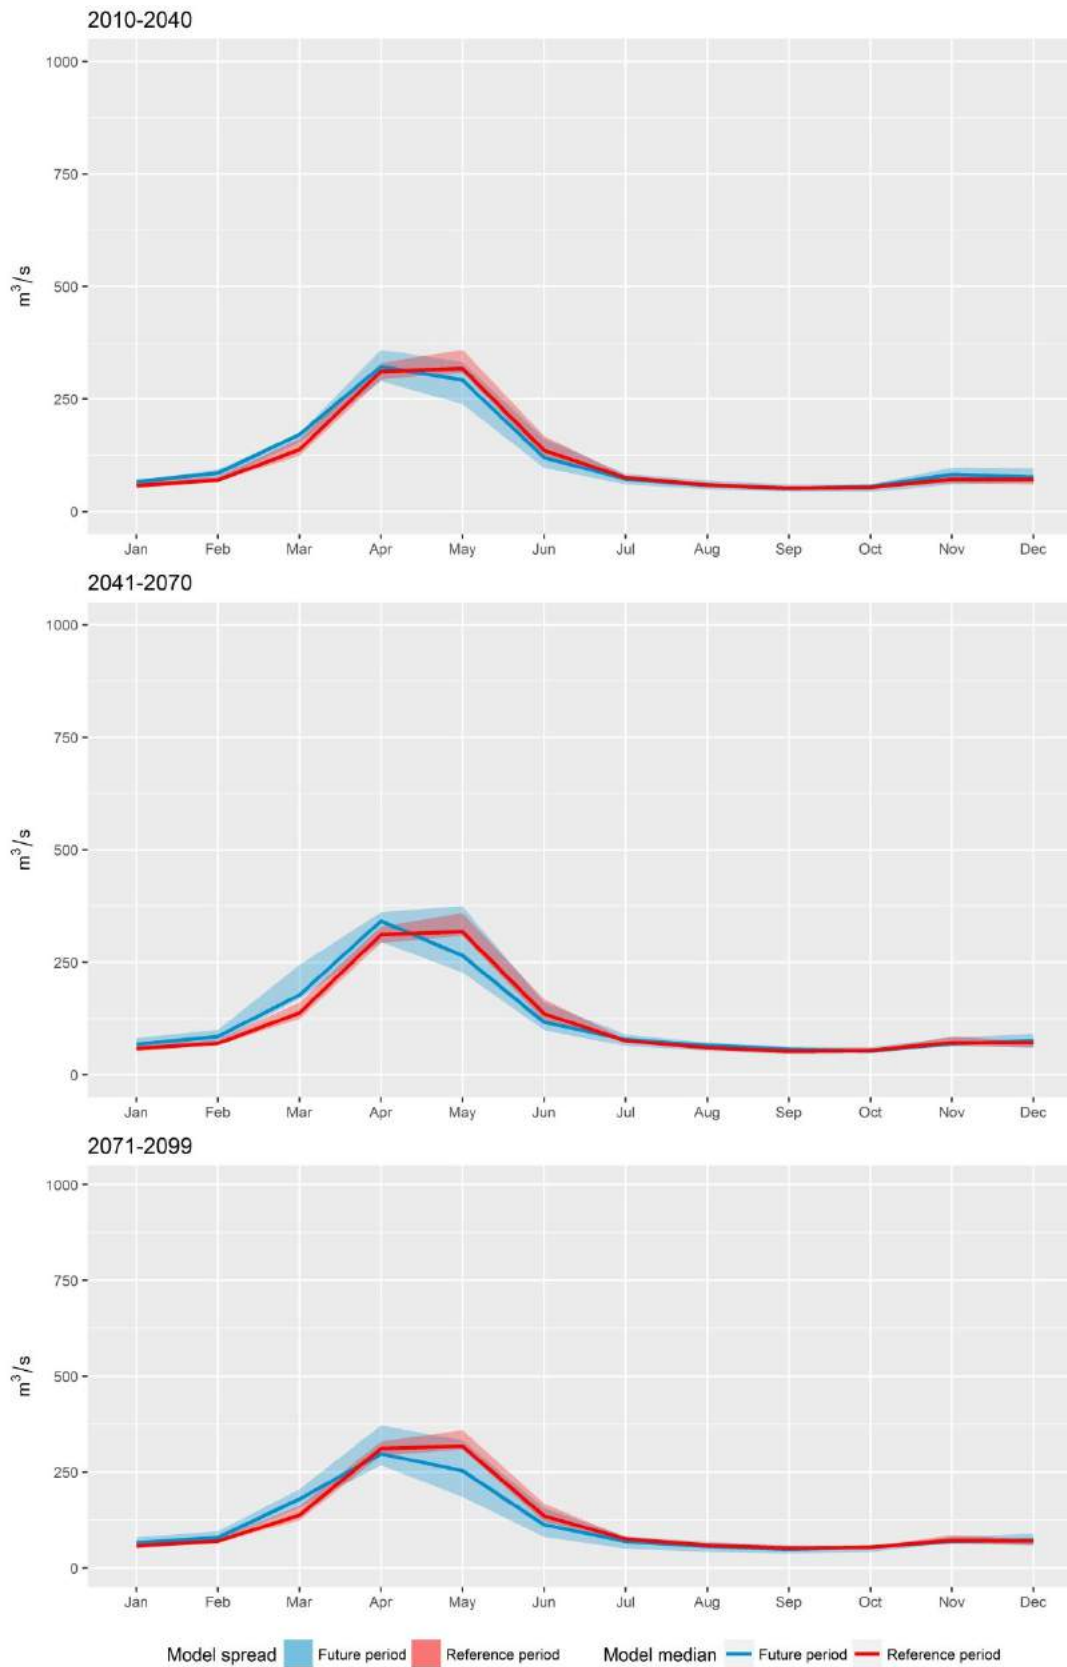 2010-2040
1000
750
500
250
0
m³/s
Jan Feb Mar Apr May Jun Jul Aug Sep Oct Nov Dec
2041-2070
1000
750
500
250
0
m³/s
Jan Feb Mar Apr May Jun Jul Aug Sep Oct Nov Dec
2071-2099
1000
750
500
250
0
m³/s
Jan Feb Mar Apr May Jun Jul Aug Sep Oct Nov Dec
Model spread Future period Reference period Model median Future period Reference period